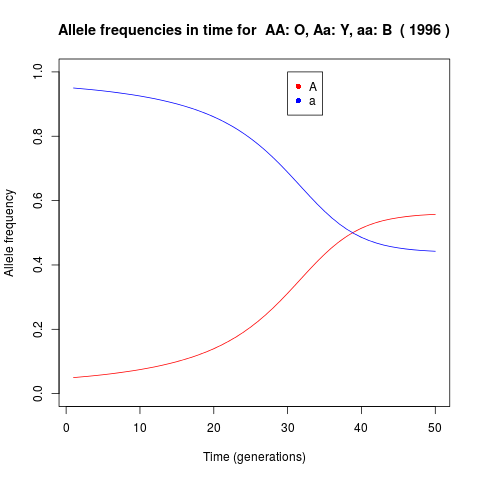 Allele frequencies in time for  AA: O, Aa: Y, aa: B  ( 1996 )
A
a
1.0
0.8
0.6
0.4
0.2
0.0
Allele frequency
0 10 20 30 40 50
Time (generations)